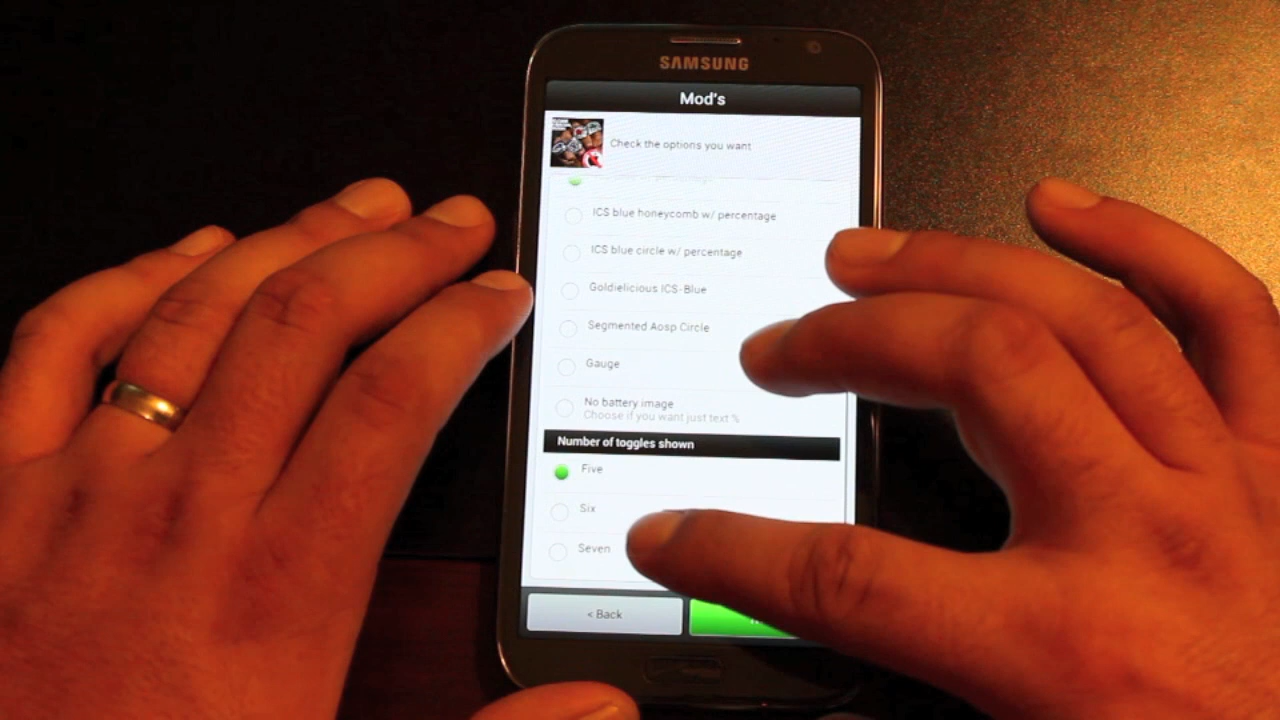 SAMSUNG
Mod's
Check the options you want
ICS blue honeycomb w/ percentage
ICS blue circle w/ percentage
Goldielicious ICS-Blue
Segmented Aosp Circle
Gauge
No battery image
Choose if you want just text %
Number of toggles shown
Five
Six
Seven
< Back